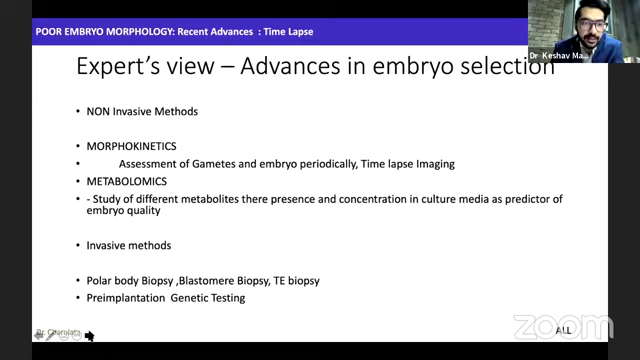 POOR EMBRYO MORPHOLOGY: Recent Advances : Time Lapse
Expert's view – Advances in embryo selection
Dr Keshav Ma...
• NON Invasive Methods
• MORPHOKINETICS
• Assessment of Gametes and embryo periodically, Time lapse Imaging
• METABOLOMICS
• - Study of different metabolites there presence and concentration in culture media as predictor of
embryo quality
• Invasive methods
• Polar body Biopsy ,Blastomere Biopsy, TE biopsy
• Preimplantation Genetic Testing
Dr. Charulata
ALL
zoom